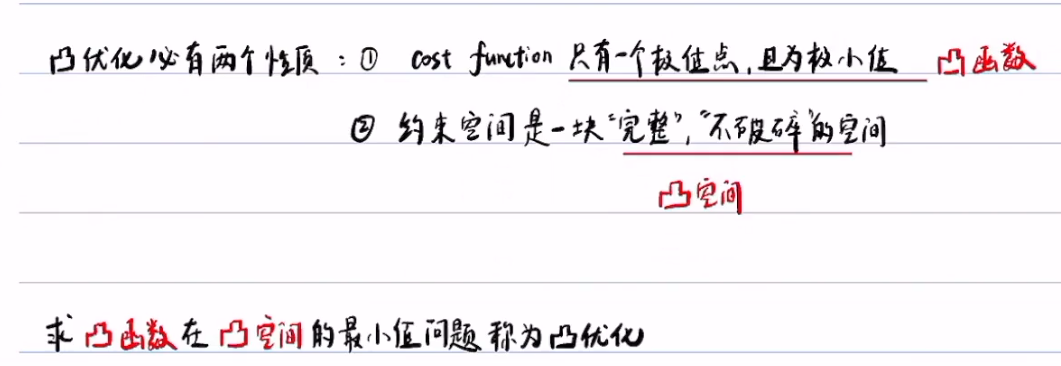 凸优化必有两个性质：① cost function 只有一个极值点，且为极小值 凸函数
② 约束空间是一块“完整”，“不破碎”的空间
凸空间
求 凸函数 在 凸空间 的最小值问题 称为凸优化